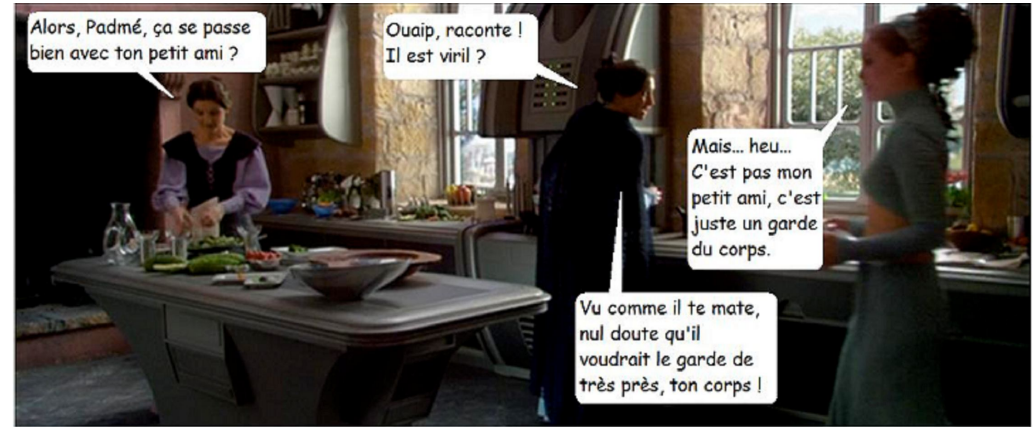 Alors, Padmé, ça se passe
bien avec ton petit ami ?
Ouaip, raconte !
Il est viril ?
Mais... heu...
C'est pas mon
petit ami, c'est
juste un garde
du corps.
Vu comme il te mate,
nul doute qu'il
voudrait le garde de
très près, ton corps !